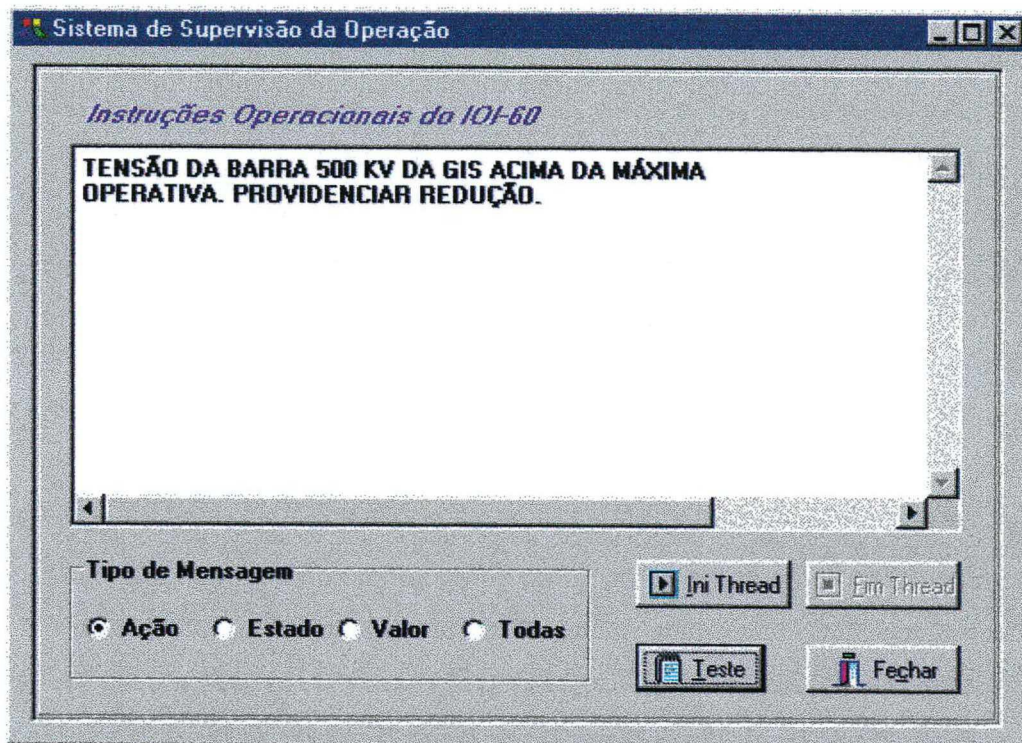 Sistema de Supervisão da Operação
Instruções Operacionais do IOI-60
TENSÃO DA BARRA 500 KV DA GIS ACIMA DA MÁXIMA
OPERATIVA. PROVIDENCIAR REDUÇÃO.
Tipo de Mensagem
Ação Estado Valor Todas
Ini Thread Fim Thread
Teste Fechar